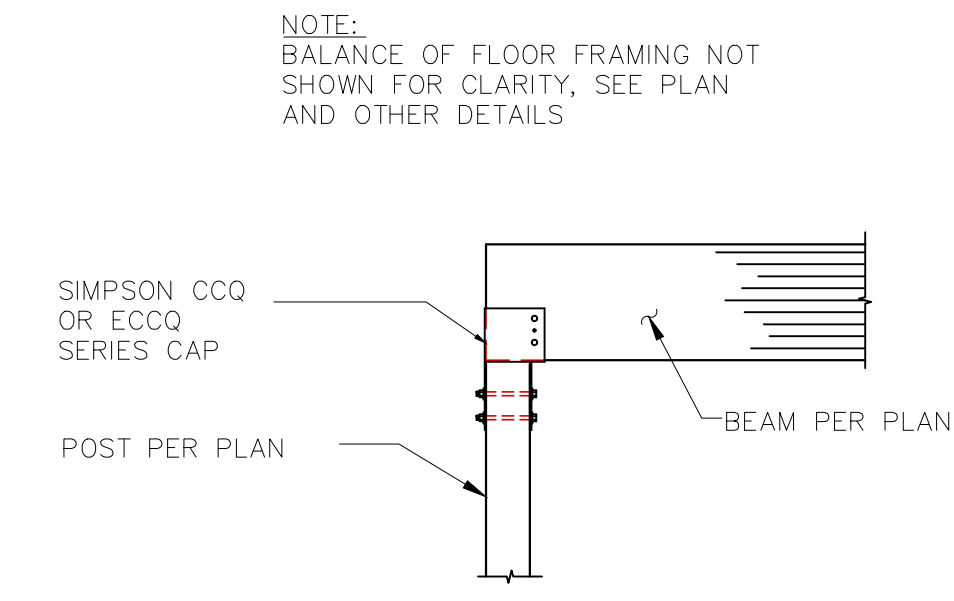 NOTE:
BALANCE OF FLOOR FRAMING NOT
SHOWN FOR CLARITY, SEE PLAN
AND OTHER DETAILS
SIMPSON CCQ
OR ECCQ
SERIES CAP
BEAM PER PLAN
POST PER PLAN